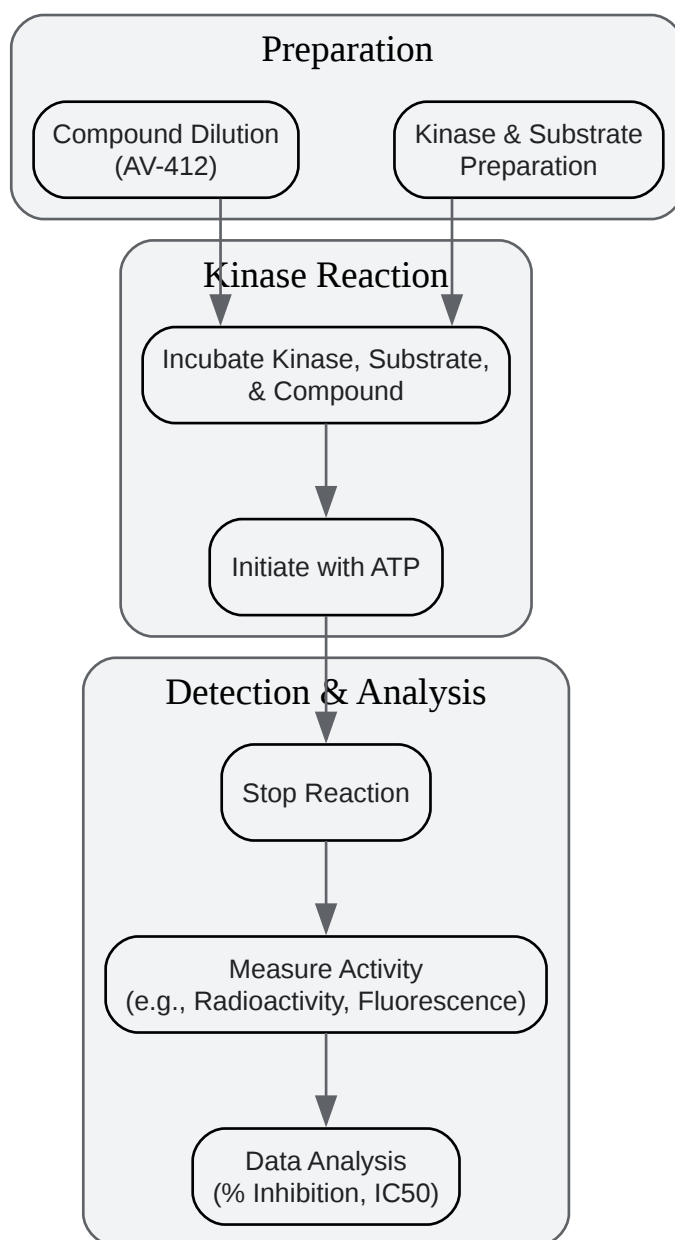 Preparation
Compound Dilution
(AV-412)
Kinase & Substrate
Preparation
Kinase Reaction
Incubate Kinase, Substrate,
& Compound
Initiate with ATP
Detection & Analysis
Stop Reaction
Measure Activity
(e.g., Radioactivity, Fluorescence)
Data Analysis
(% Inhibition, IC50)